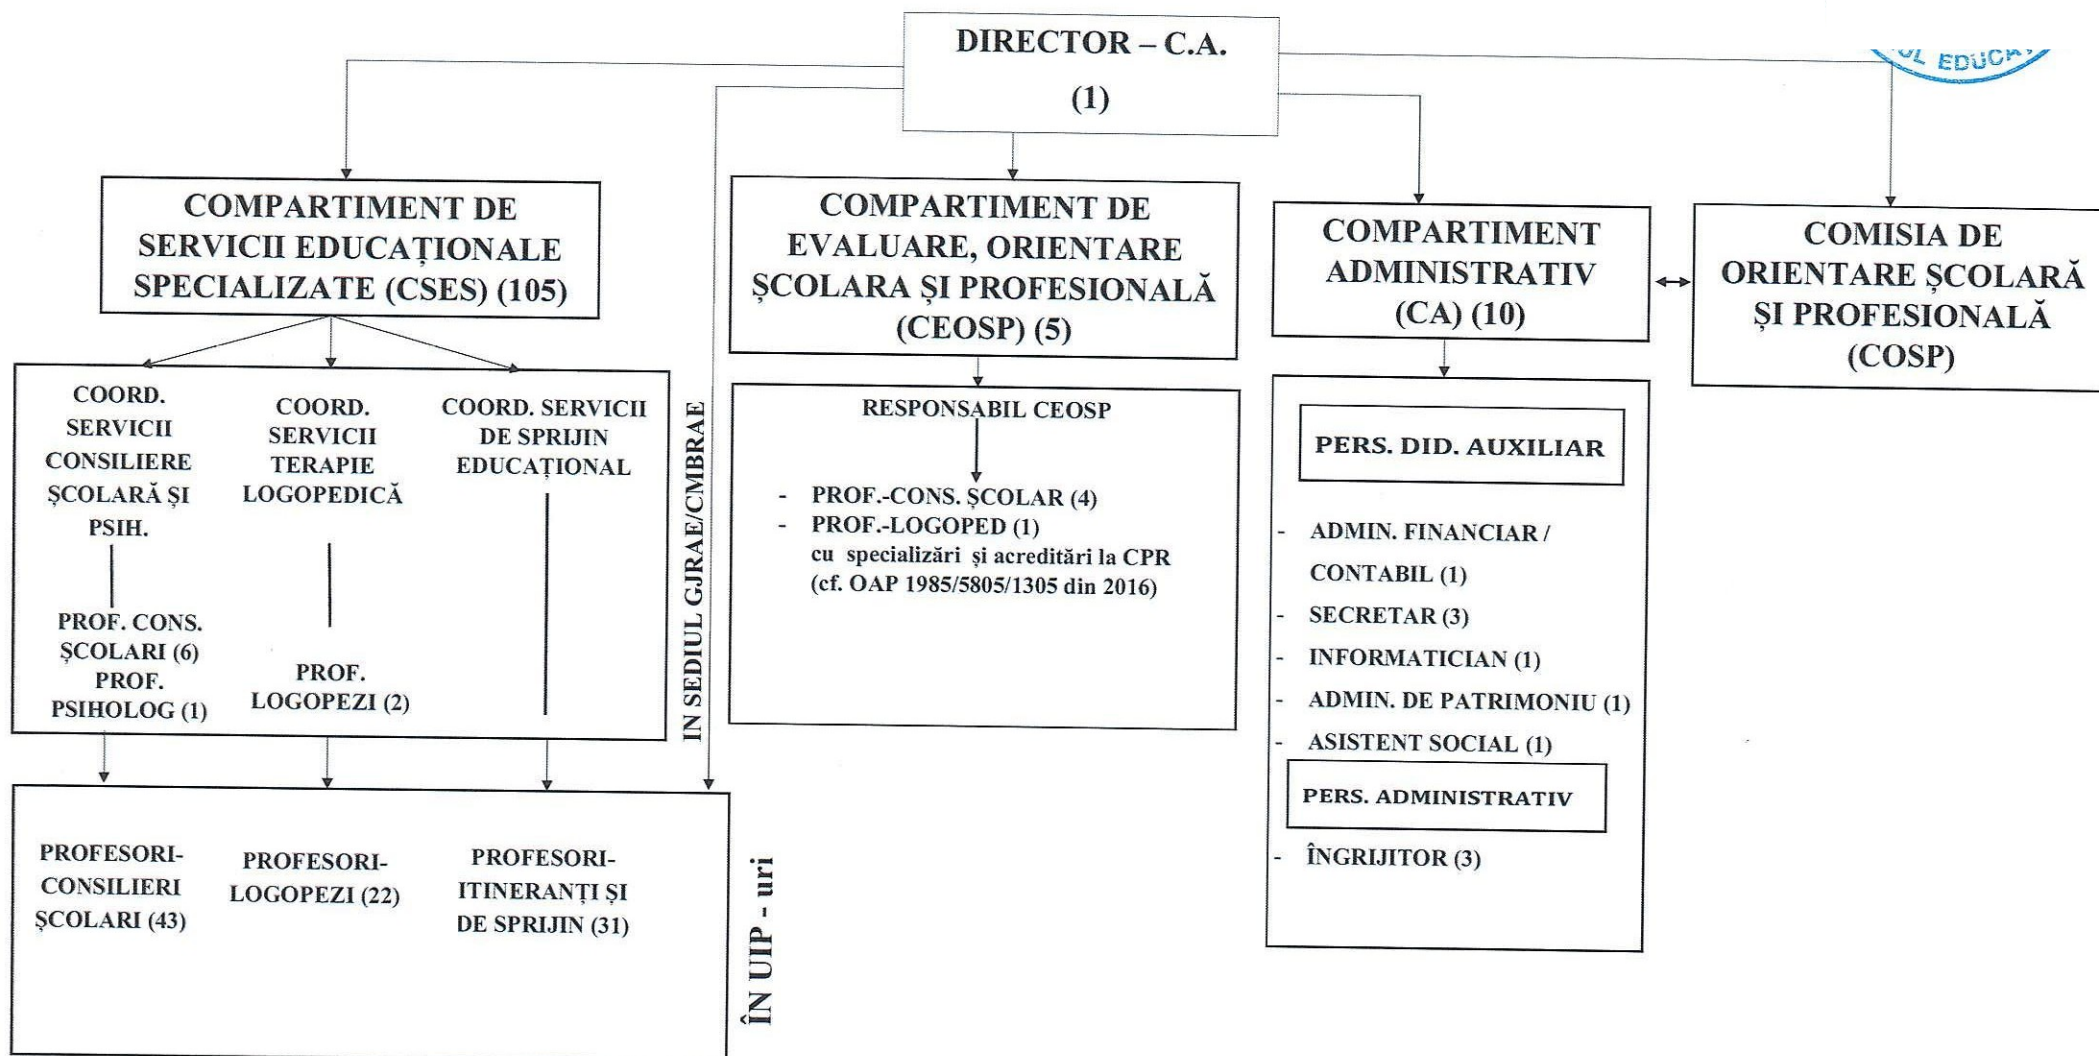 DIRECTOR – C.A.
(1)
UL EDUCAȚ
COMPARTIMENT DE
SERVICII EDUCAȚIONALE
SPECIALIZATE (CSES) (105)
COMPARTIMENT DE
EVALUARE, ORIENTARE
ȘCOLARA ȘI PROFESIONALĂ
(CEOSP) (5)
COMPARTIMENT
ADMINISTRATIV
(CA) (10)
COMISIA DE
ORIENTARE ȘCOLARĂ
ȘI PROFESIONALĂ
(COSP)
COORD.
SERVICII
CONSILIERE
ȘCOLARĂ ȘI
PSIH.
PROF. CONS.
ȘCOLARI (6)
PROF.
PSIHOLOG (1)
COORD.
SERVICII
TERAPIE
LOGOPEDICĂ
PROF.
LOGOPEZI (2)
COORD. SERVICII
DE SPRIJIN
EDUCAȚIONAL
IN SEDIUL GJRAE/CMBRAE
RESPONSABIL CEOSP
- PROF.-CONS. ȘCOLAR (4)
- PROF.-LOGOPED (1)
cu specializări și acreditări la CPR
(cf. OAP 1985/5805/1305 din 2016)
PERS. DID. AUXILIAR
- ADMIN. FINANCIAR /
CONTABIL (1)
- SECRETAR (3)
- INFORMATICIAN (1)
- ADMIN. DE PATRIMONIU (1)
- ASISTENT SOCIAL (1)
PERS. ADMINISTRATIV
- ÎNGRIJITOR (3)
PROFESORI-
CONSILIERI
ȘCOLARI (43)
PROFESORI-
LOGOPEZI (22)
PROFESORI-
ITINERANȚI ȘI
DE SPRIJIN (31)
ÎN UIP - uri